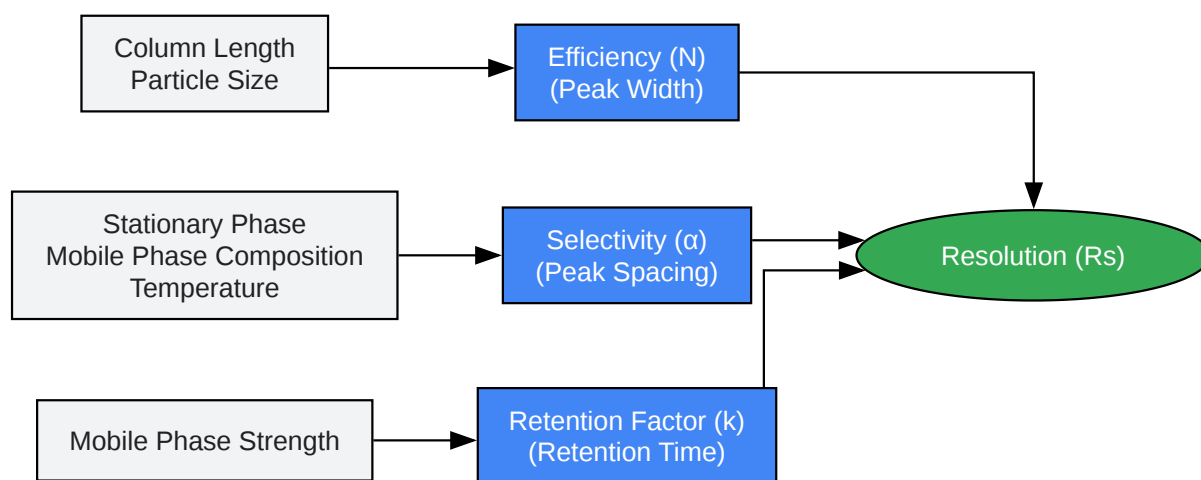 Column Length
Particle Size
Efficiency (N)
(Peak Width)
Stationary Phase
Mobile Phase Composition
Temperature
Selectivity (α)
(Peak Spacing)
Resolution (Rs)
Mobile Phase Strength
Retention Factor (k)
(Retention Time)